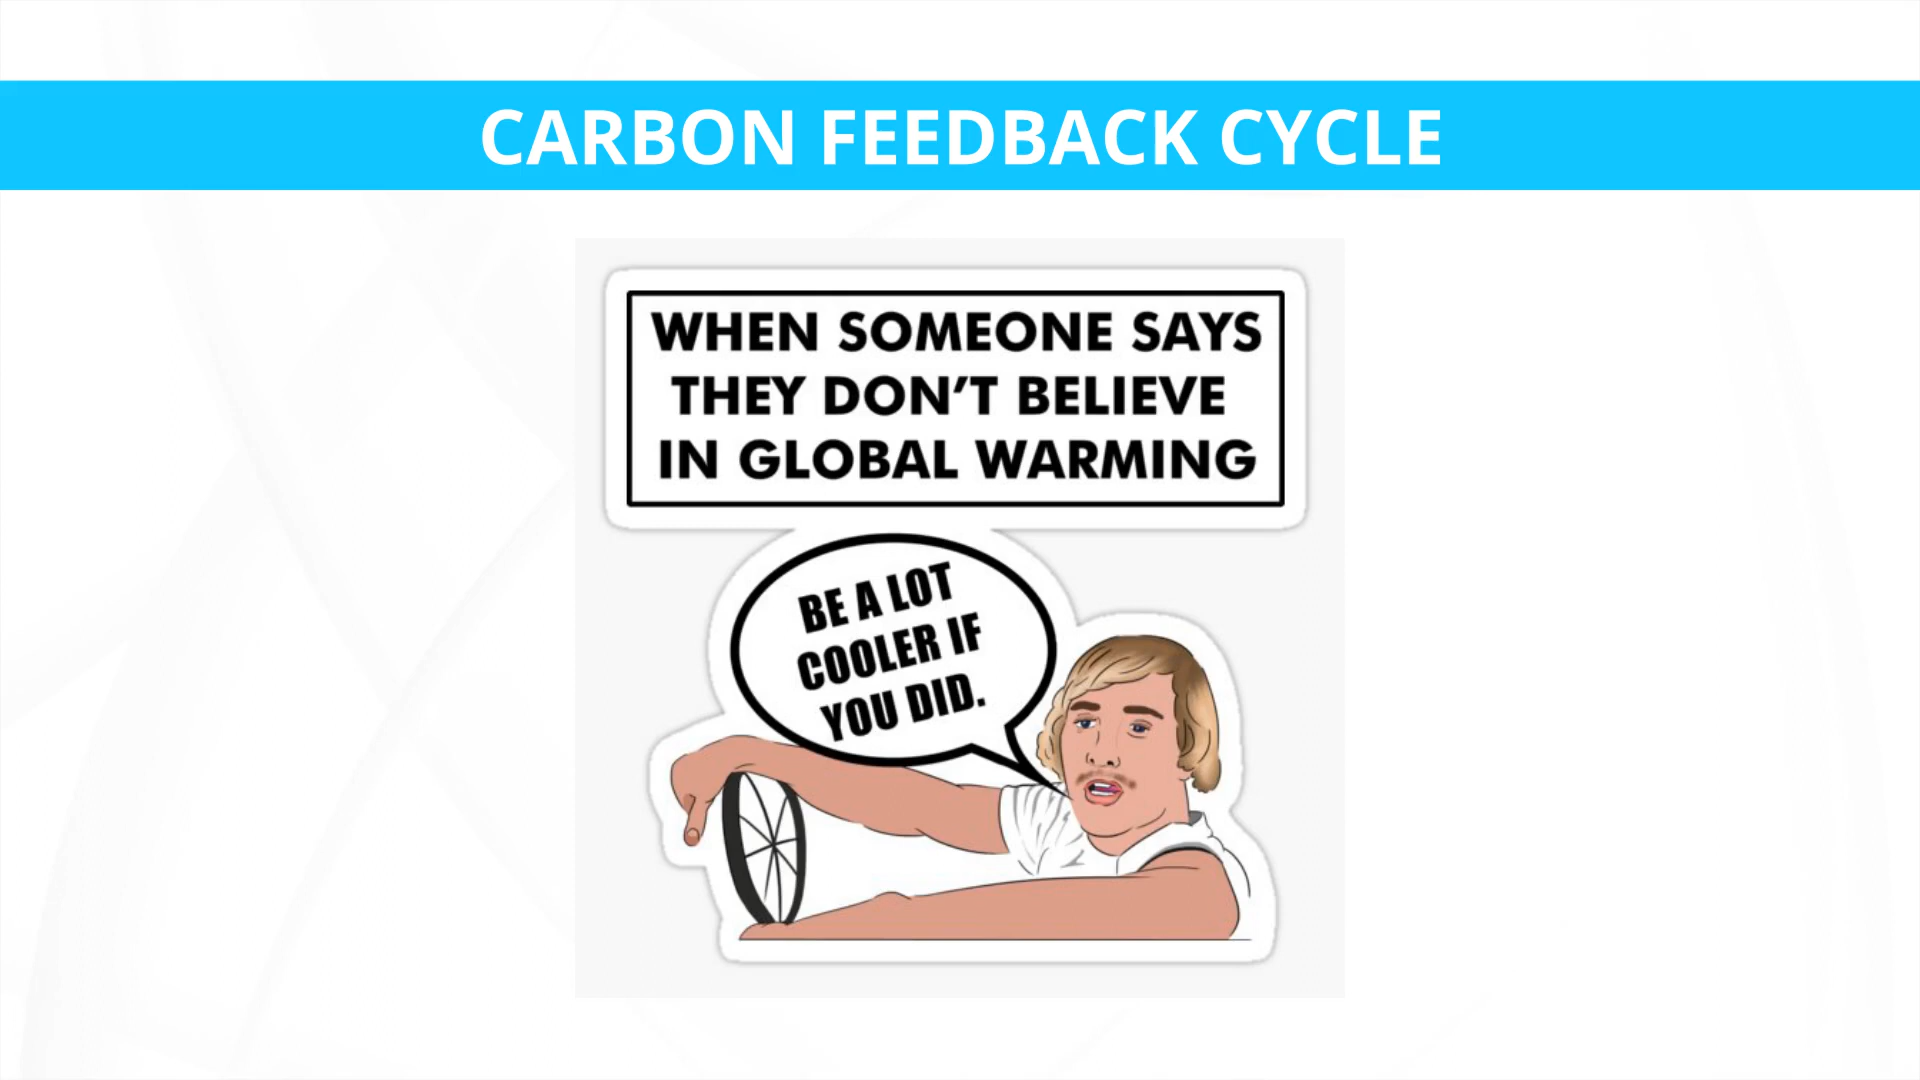 CARBON FEEDBACK CYCLE
WHEN SOMEONE SAYS
THEY DON’T BELIEVE
IN GLOBAL WARMING
BE A LOT
COOLER IF
YOU DID.